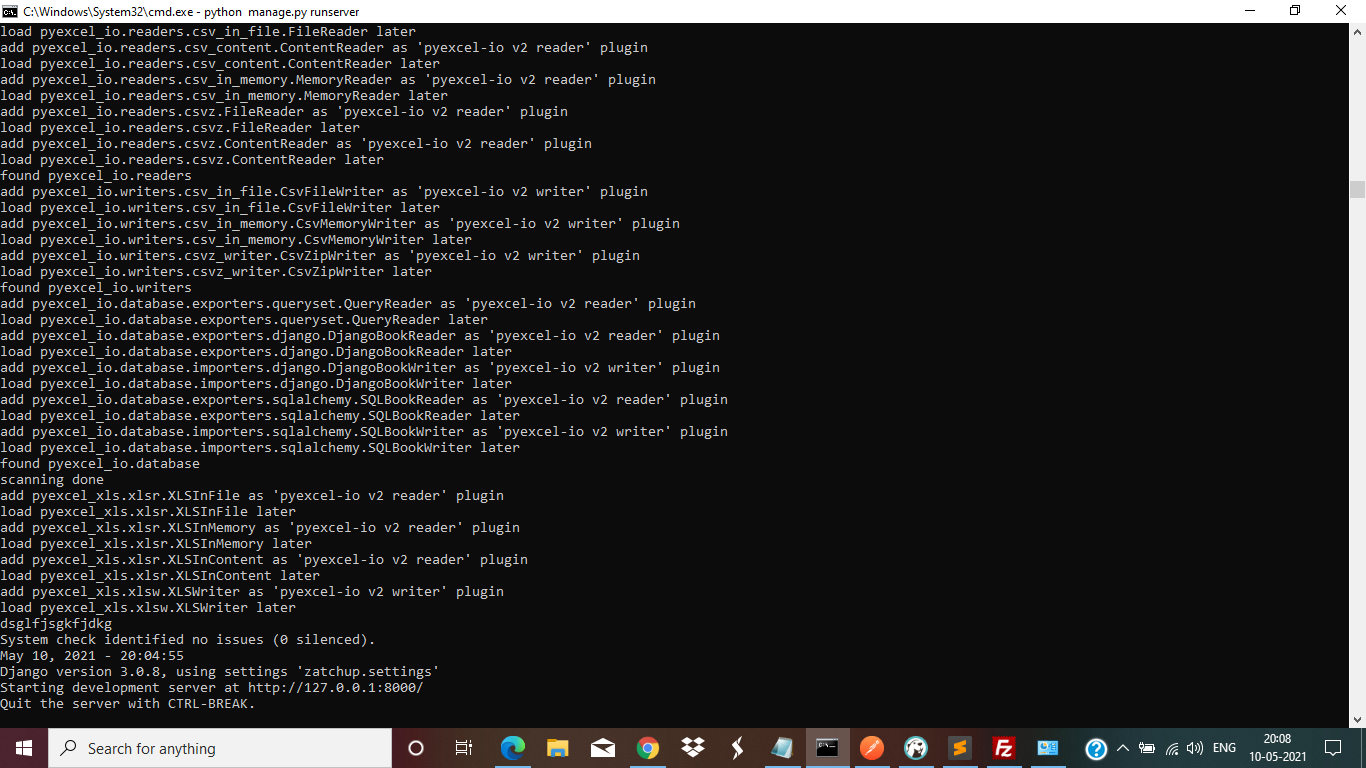 C:\Windows\System32\cmd.exe - python  manage.py runserver
load pyexcel_io.readers.csv_in_file.FileReader later
add pyexcel_io.readers.csv_content.ContentReader as 'pyexcel-io v2 reader' plugin
load pyexcel_io.readers.csv_content.ContentReader later
add pyexcel_io.readers.csv_in_memory.MemoryReader as 'pyexcel-io v2 reader' plugin
load pyexcel_io.readers.csv_in_memory.MemoryReader later
add pyexcel_io.readers.csvz.FileReader as 'pyexcel-io v2 reader' plugin
load pyexcel_io.readers.csvz.FileReader later
add pyexcel_io.readers.csvz.ContentReader as 'pyexcel-io v2 reader' plugin
load pyexcel_io.readers.csvz.ContentReader later
found pyexcel_io.readers
add pyexcel_io.writers.csv_in_file.CsvFileWriter as 'pyexcel-io v2 writer' plugin
load pyexcel_io.writers.csv_in_file.CsvFileWriter later
add pyexcel_io.writers.csv_in_memory.CsvMemoryWriter as 'pyexcel-io v2 writer' plugin
load pyexcel_io.writers.csv_in_memory.CsvMemoryWriter later
add pyexcel_io.writers.csvz_writer.CsvZipWriter as 'pyexcel-io v2 writer' plugin
load pyexcel_io.writers.csvz_writer.CsvZipWriter later
found pyexcel_io.writers
add pyexcel_io.database.exporters.queryset.QueryReader as 'pyexcel-io v2 reader' plugin
load pyexcel_io.database.exporters.queryset.QueryReader later
add pyexcel_io.database.exporters.django.DjangoBookReader as 'pyexcel-io v2 reader' plugin
load pyexcel_io.database.exporters.django.DjangoBookReader later
add pyexcel_io.database.importers.django.DjangoBookWriter as 'pyexcel-io v2 writer' plugin
load pyexcel_io.database.importers.django.DjangoBookWriter later
add pyexcel_io.database.exporters.sqlalchemy.SQLBookReader as 'pyexcel-io v2 reader' plugin
load pyexcel_io.database.exporters.sqlalchemy.SQLBookReader later
add pyexcel_io.database.importers.sqlalchemy.SQLBookWriter as 'pyexcel-io v2 writer' plugin
load pyexcel_io.database.importers.sqlalchemy.SQLBookWriter later
found pyexcel_io.database
scanning done
add pyexcel_xls.xlsr.XLSInFile as 'pyexcel-io v2 reader' plugin
load pyexcel_xls.xlsr.XLSInFile later
add pyexcel_xls.xlsr.XLSInMemory as 'pyexcel-io v2 reader' plugin
load pyexcel_xls.xlsr.XLSInMemory later
add pyexcel_xls.xlsr.XLSInContent as 'pyexcel-io v2 reader' plugin
load pyexcel_xls.xlsr.XLSInContent later
add pyexcel_xls.xlsw.XLSWriter as 'pyexcel-io v2 writer' plugin
load pyexcel_xls.xlsw.XLSWriter later
dsglfjsgkfjdkg
System check identified no issues (0 silenced).
May 10, 2021 - 20:04:55
Django version 3.0.8, using settings 'zatchup.settings'
Starting development server at http://127.0.0.1:8000/
Quit the server with CTRL-BREAK.
Search for anything
ENG
20:08
10-05-2021